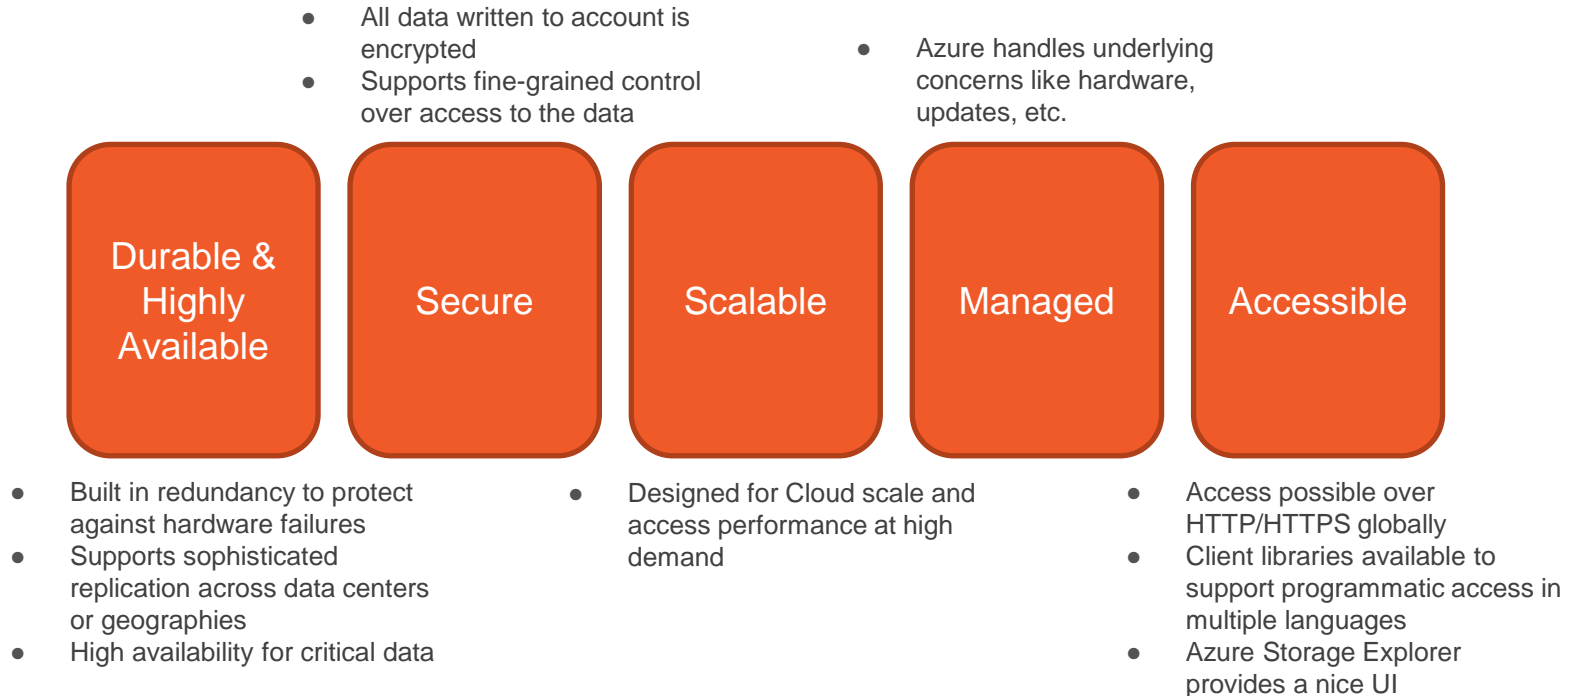 ● All data written to account is
encrypted
● Supports fine-grained control
over access to the data
● Azure handles underlying
concerns like hardware,
updates, etc.
Durable &
Highly
Available
Secure
Scalable
Managed
Accessible
● Built in redundancy to protect
against hardware failures
● Supports sophisticated
replication across data centers
or geographies
● High availability for critical data
● Designed for Cloud scale and
access performance at high
demand
● Access possible over
HTTP/HTTPS globally
● Client libraries available to
support programmatic access in
multiple languages
● Azure Storage Explorer
provides a nice UI